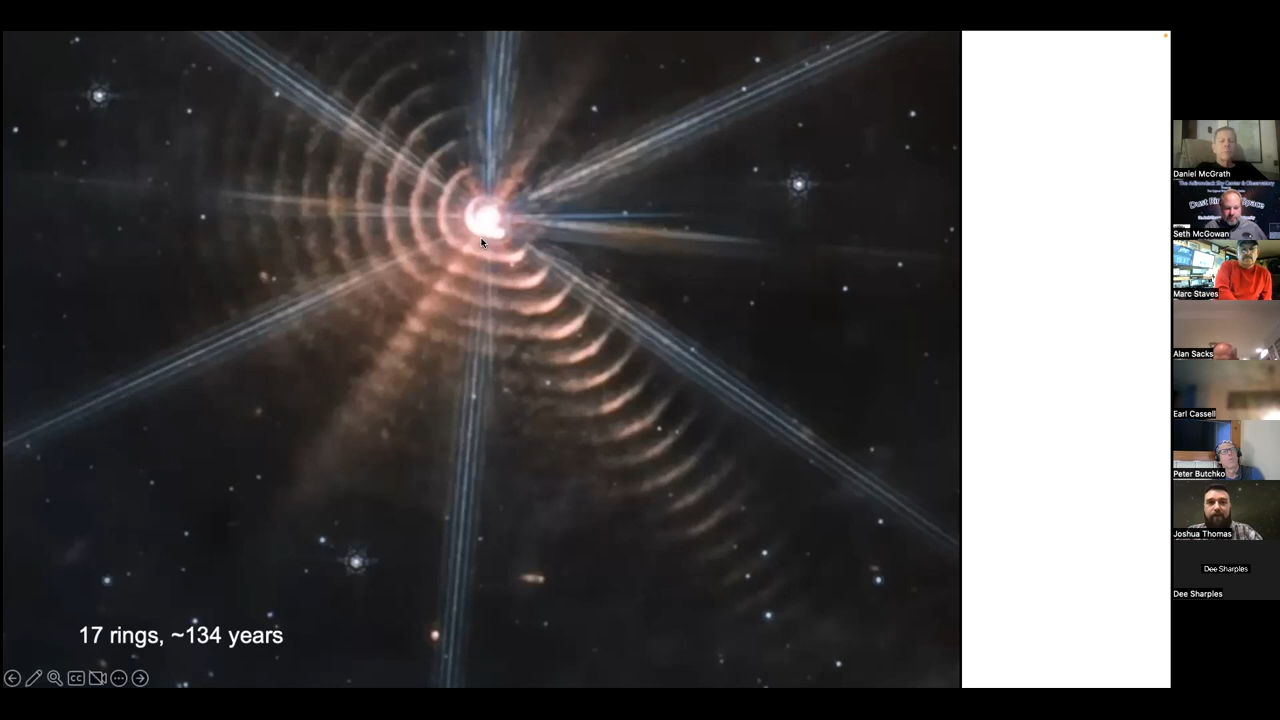 17 rings, ~134 years
CC
Daniel McGrath
The Adirondack Sky Center & Observatory
Seth McGowan
Marc Staves
Alan Sacks
Earl Cassell
Peter Butchko
Joshua Thomas
Dee Sharples
Dee Sharples